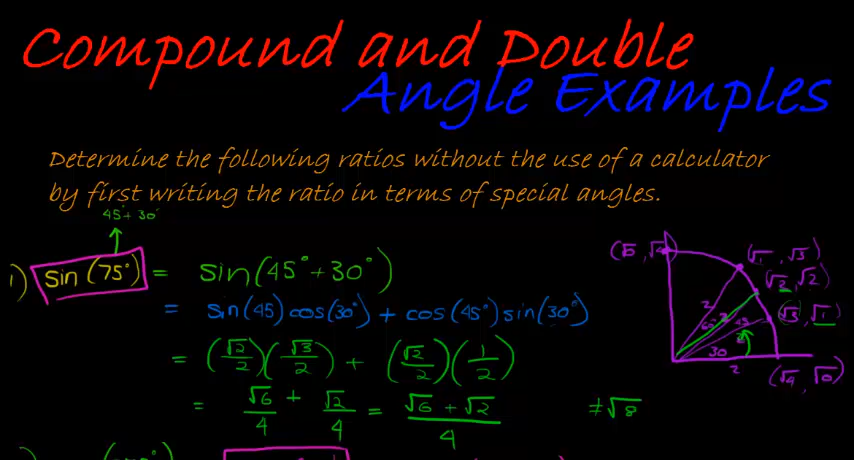 Compound and Double
Angle Examples
Determine the following ratios without the use of a calculator
by first writing the ratio in terms of special angles.
45°+ 30°
1) sin (75°) = sin(45°+30°)
= sin(45)cos(30°) + cos(45°)sin(30°)
= (√2/2)(√3/2) + (√2/2)(1/2)
= √6/4 + √2/4 = (√6 + √2)/4 ≠√8
(√0, √4)
(√1, √3)
(√2, √2)
(√3, √1)
2
60
45
30
2
(√4, √0)